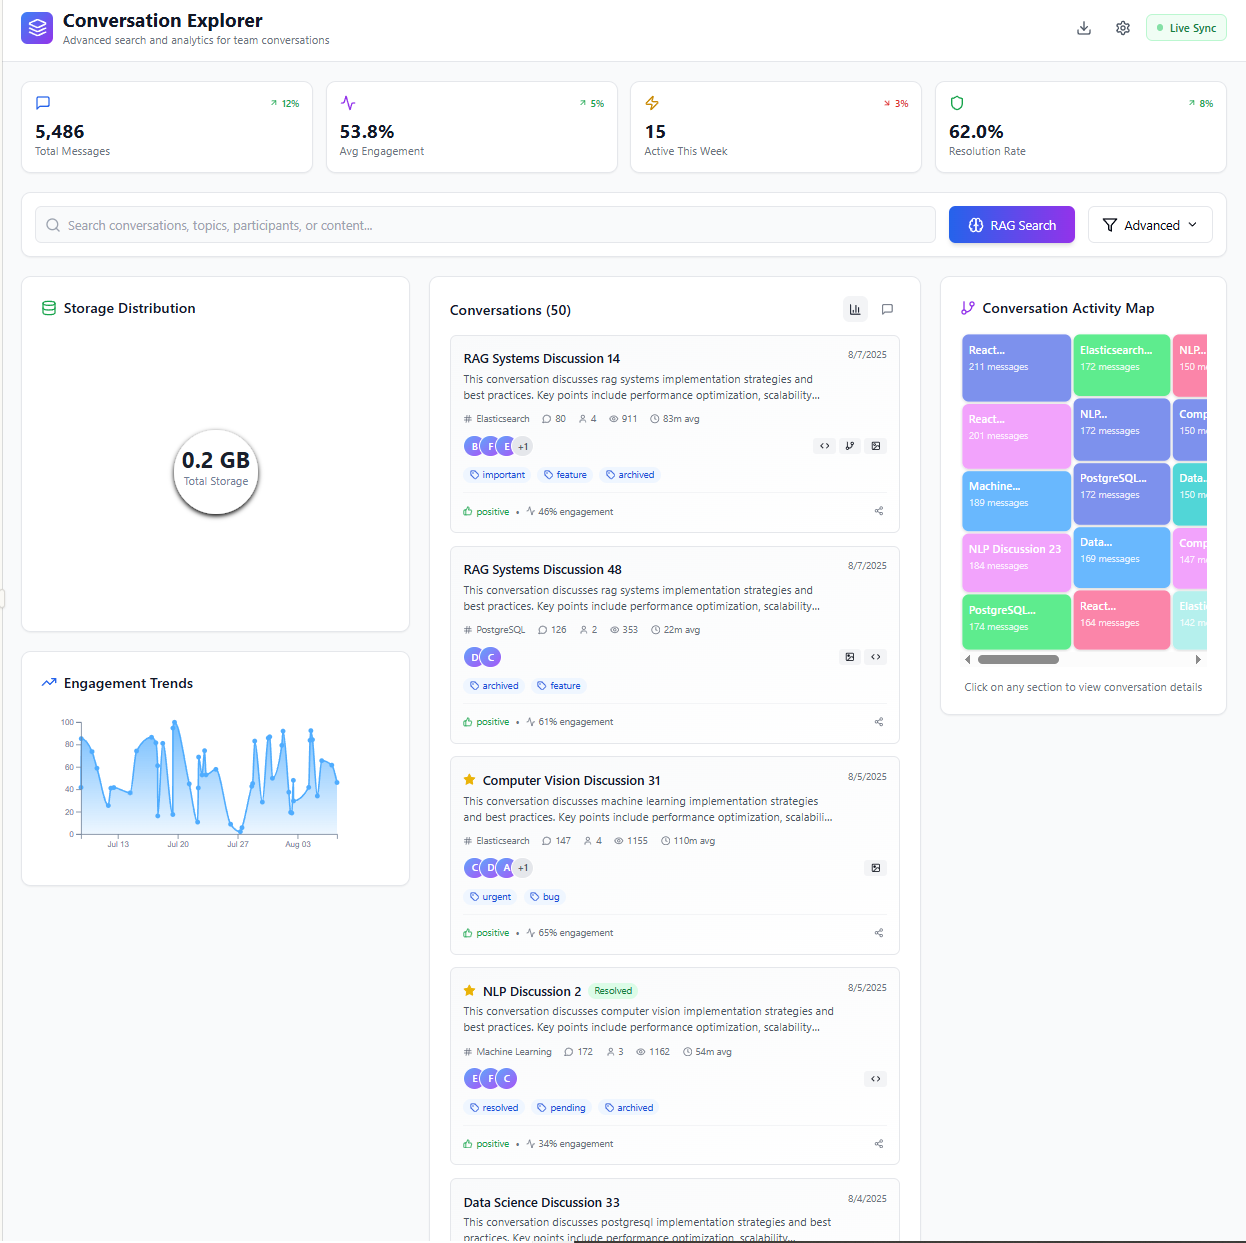 Conversation Explorer
Advanced search and analytics for team conversations
Live Sync
12%
5,486
Total Messages
5%
53.8%
Avg Engagement
3%
15
Active This Week
8%
62.0%
Resolution Rate
Search conversations, topics, participants, or content...
RAG Search
Advanced
Storage Distribution
0.2 GB
Total Storage
Engagement Trends
100
80
60
40
20
0
Jul 13
Jul 20
Jul 27
Aug 03
Conversations (50)
RAG Systems Discussion 14
8/7/2025
This conversation discusses rag systems implementation strategies and
best practices. Key points include performance optimization, scalability...
# Elasticsearch 80 4 911 83m avg
B F E +1
important feature archived
positive • 46% engagement
RAG Systems Discussion 48
8/7/2025
This conversation discusses rag systems implementation strategies and
best practices. Key points include performance optimization, scalability...
# PostgreSQL 126 2 353 22m avg
D C
archived feature
positive • 61% engagement
Computer Vision Discussion 31
8/5/2025
This conversation discusses machine learning implementation strategies
and best practices. Key points include performance optimization, scalabili...
# Elasticsearch 147 4 1155 110m avg
C D A +1
urgent bug
positive • 65% engagement
NLP Discussion 2 Resolved
8/5/2025
This conversation discusses computer vision implementation strategies and
best practices. Key points include performance optimization, scalability...
# Machine Learning 172 3 1162 54m avg
E F C
resolved pending archived
positive • 34% engagement
Data Science Discussion 33
8/4/2025
This conversation discusses postgresql implementation strategies and best
practices. Key points include performance optimization, scalability...
Conversation Activity Map
React...
211 messages
React...
201 messages
Machine...
189 messages
NLP Discussion 23
184 messages
PostgreSQL...
174 messages
Elasticsearch...
172 messages
NLP...
172 messages
PostgreSQL...
172 messages
Data...
169 messages
React...
164 messages
NLP...
150 m
Comp
150 m
Data.
150 m
Comp
147 m
Elasti
142 m
Click on any section to view conversation details